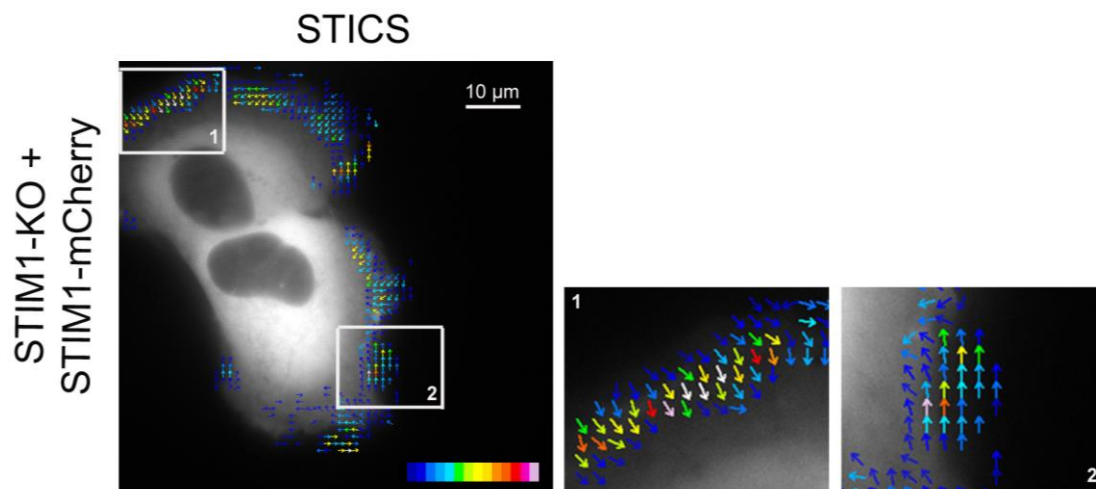 STICS
STIM1-KO +
STIM1-mCherry
10 µm
1
2
1
2